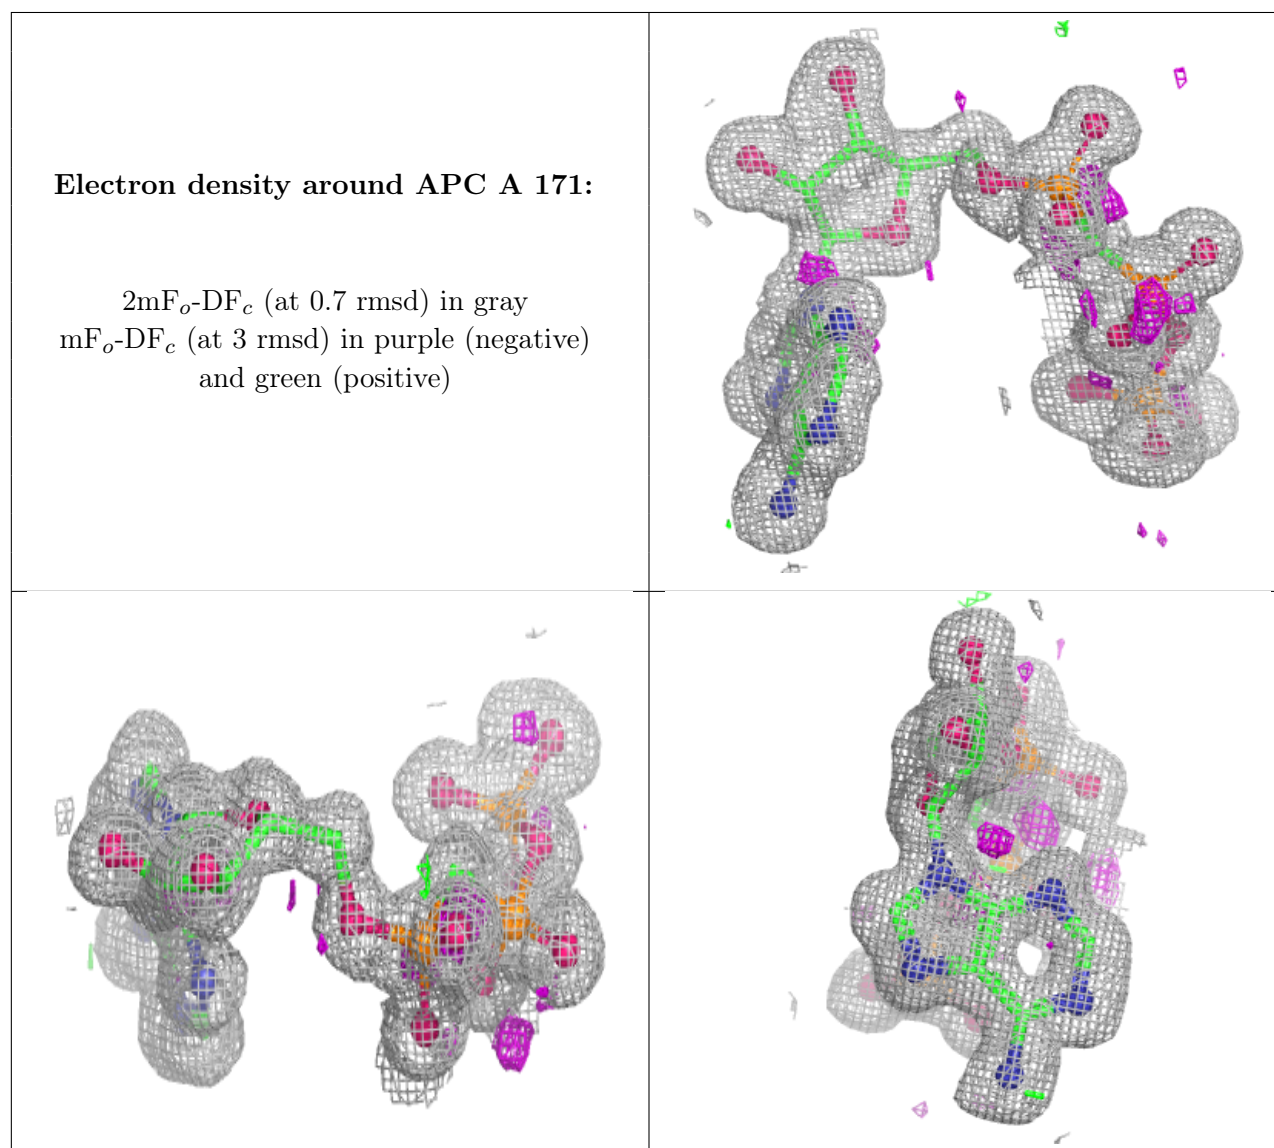 Electron density around APC A 171:
2mFo-DFc (at 0.7 rmsd) in gray
mFo-DFc (at 3 rmsd) in purple (negative)
and green (positive)